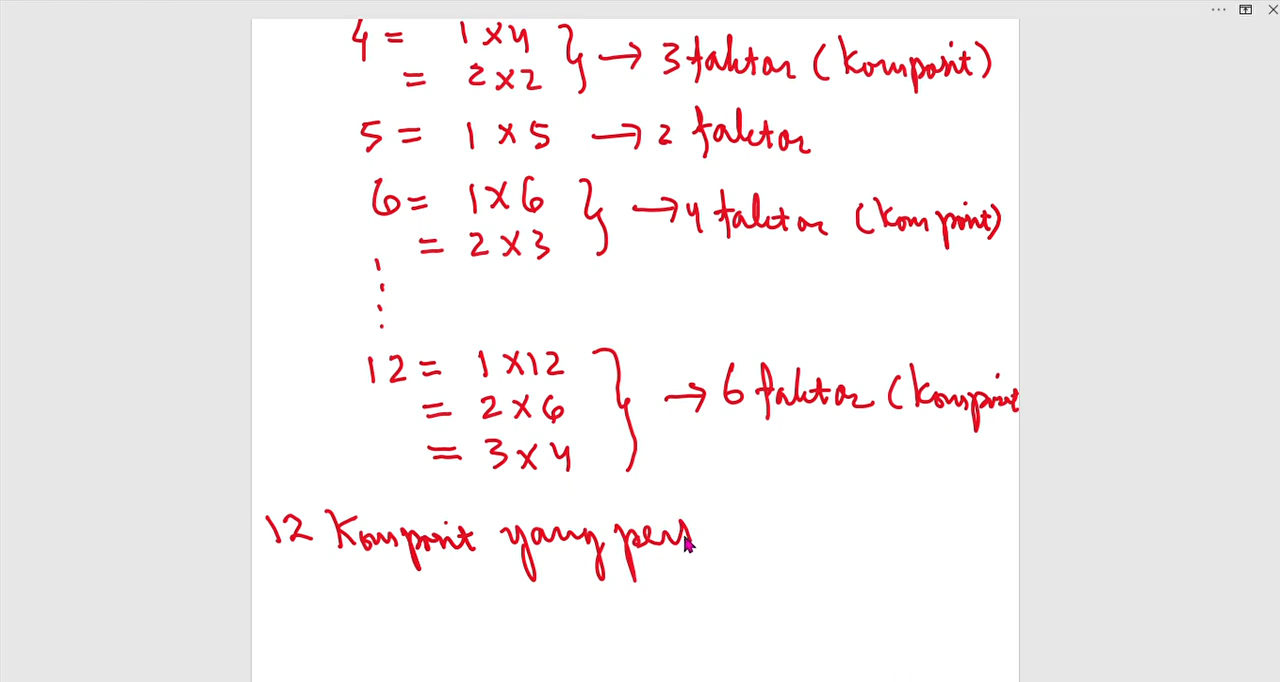 4 = 1 x 4 } → 3 faktor (komposit)
= 2 x 2
5 = 1 x 5 → 2 faktor
6 = 1 x 6 } → 4 faktor (komposit)
= 2 x 3
12 = 1 x 12 } → 6 faktor (komposit
= 2 x 6
= 3 x 4
12 Komposit yang per